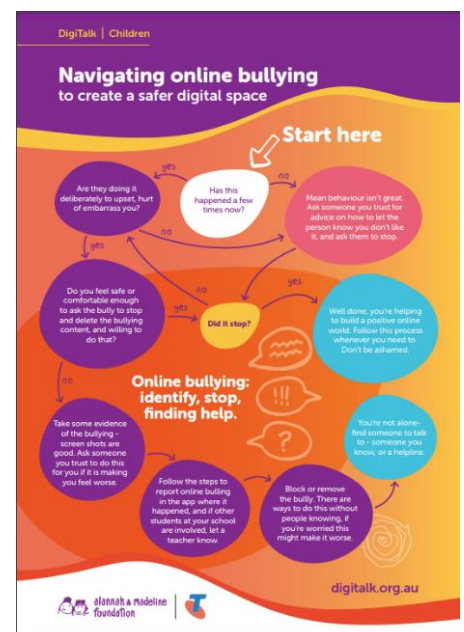 DigiTalk | Children
Navigating online bullying
to create a safer digital space
Start here
yes
no
Are they doing it
deliberately to upset, hurt
of embarrass you?
Has this
happened a few
times now?
Mean behaviour isn't great.
Ask someone you trust for
advice on how to let the
person know you don't like
it, and ask them to stop.
no
yes
no
yes
Do you feel safe or
comfortable enough
to ask the bully to stop
and delete the bullying
content, and willing to
do that?
yes
Did it stop?
Well done, you're helping
to build a positive online
world. Follow this process
whenever you need to.
Don't be ashamed.
no
Online bullying:
identify, stop,
finding help.
!!!
?
Take some evidence
of the bullying -
screen shots are
good. Ask someone
you trust to do this
for you if it is making
you feel worse.
You're not alone-
find someone to talk
to - someone you
know, or a helpline.
Follow the steps to
report online bulling
in the app where it
happened, and if other
students at your school
are involved, let a
teacher know.
Block or remove
the bullly. There are
ways to do this without
people knowing, if
you're worried this
might make it worse.
digitalk.org.au
alannah & madeline
foundation